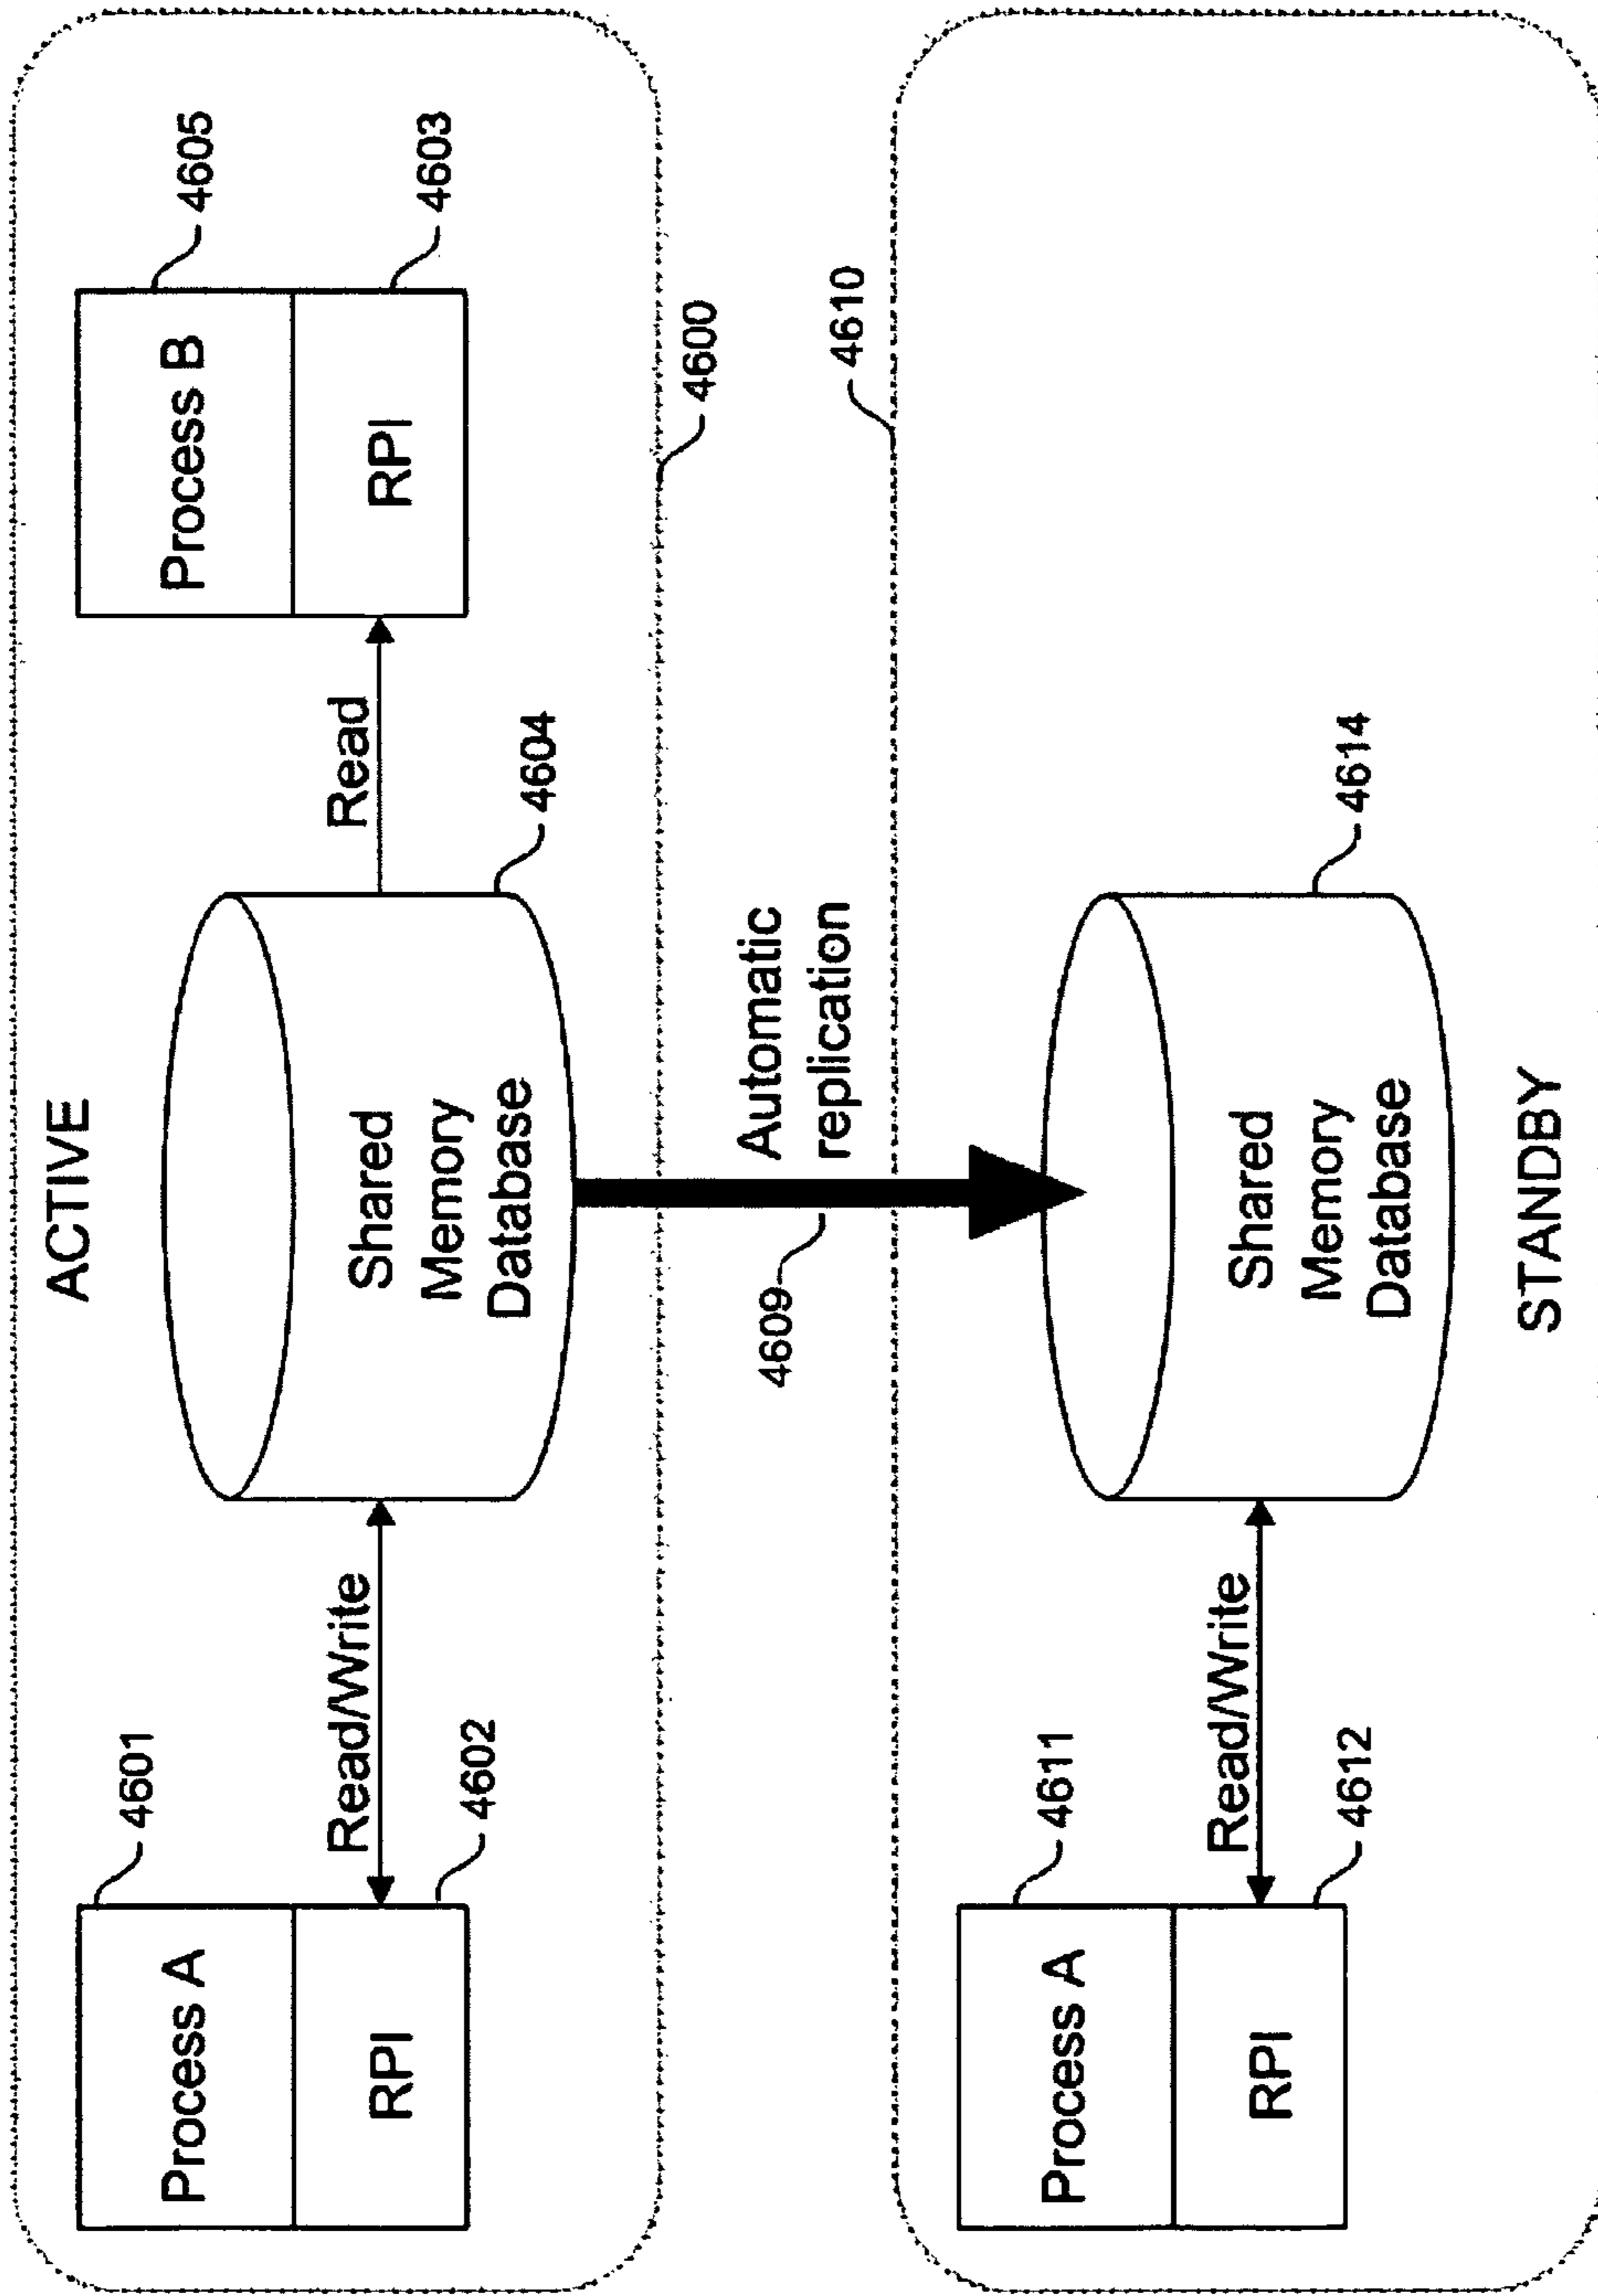 ACTIVE
Process A
RPI
4601
4602
Read/Write
Shared
Memory
Database
4604
Read
Process B
RPI
4605
4603
4600
4609
Automatic
replication
4610
Process A
RPI
4611
4612
Read/Write
Shared
Memory
Database
4614
STANDBY